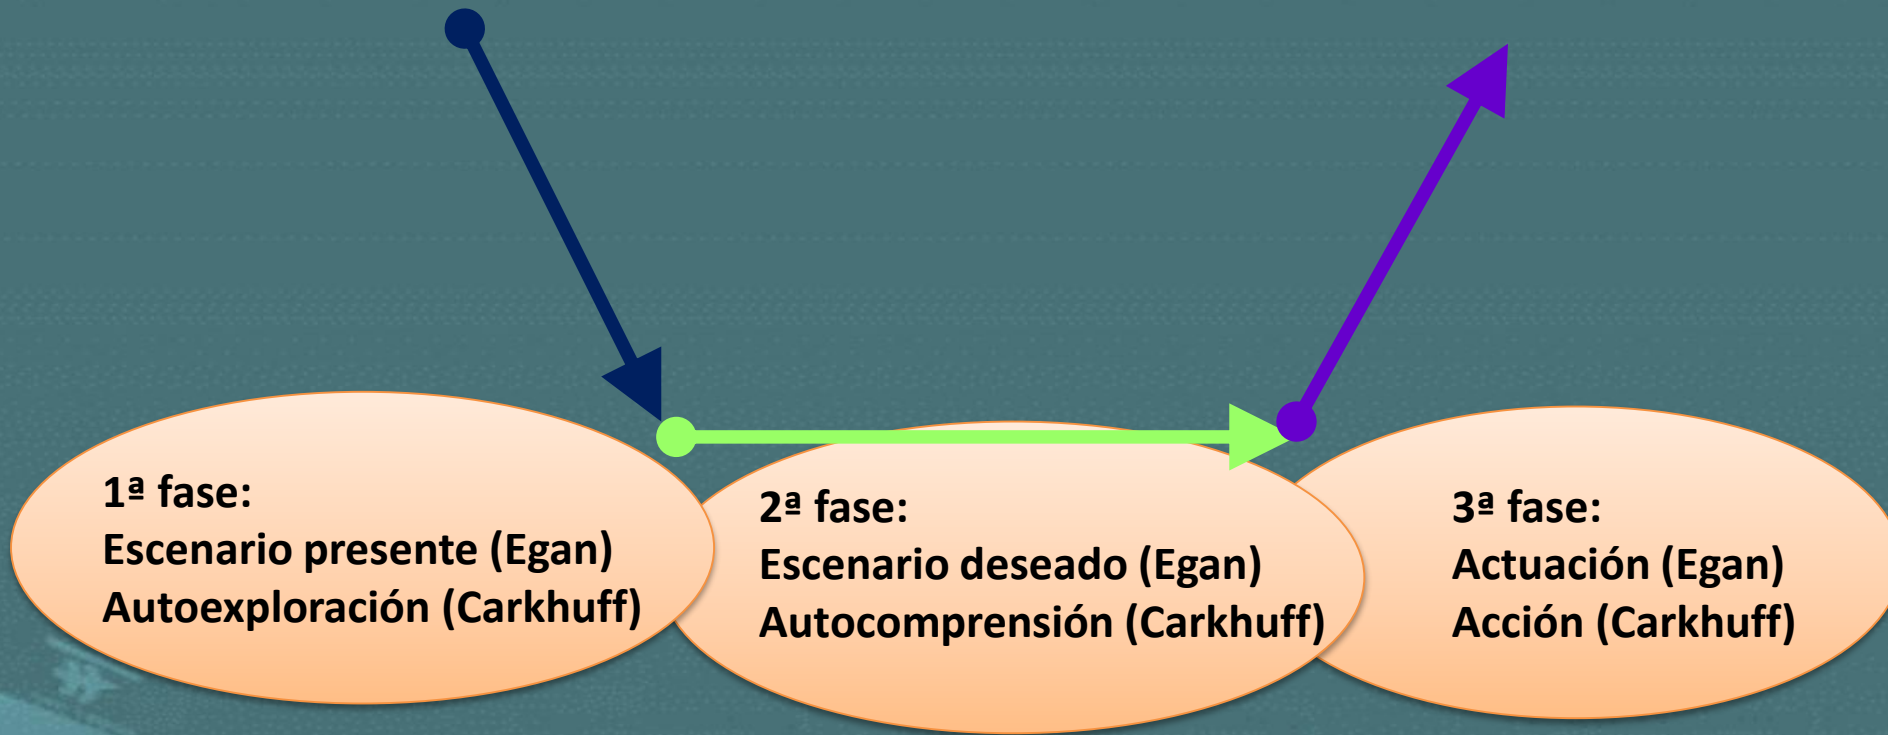 1ª fase:
Escenario presente (Egan)
Autoexploración (Carkhuff)
2ª fase:
Escenario deseado (Egan)
Autocomprensión (Carkhuff)
3ª fase:
Actuación (Egan)
Acción (Carkhuff)